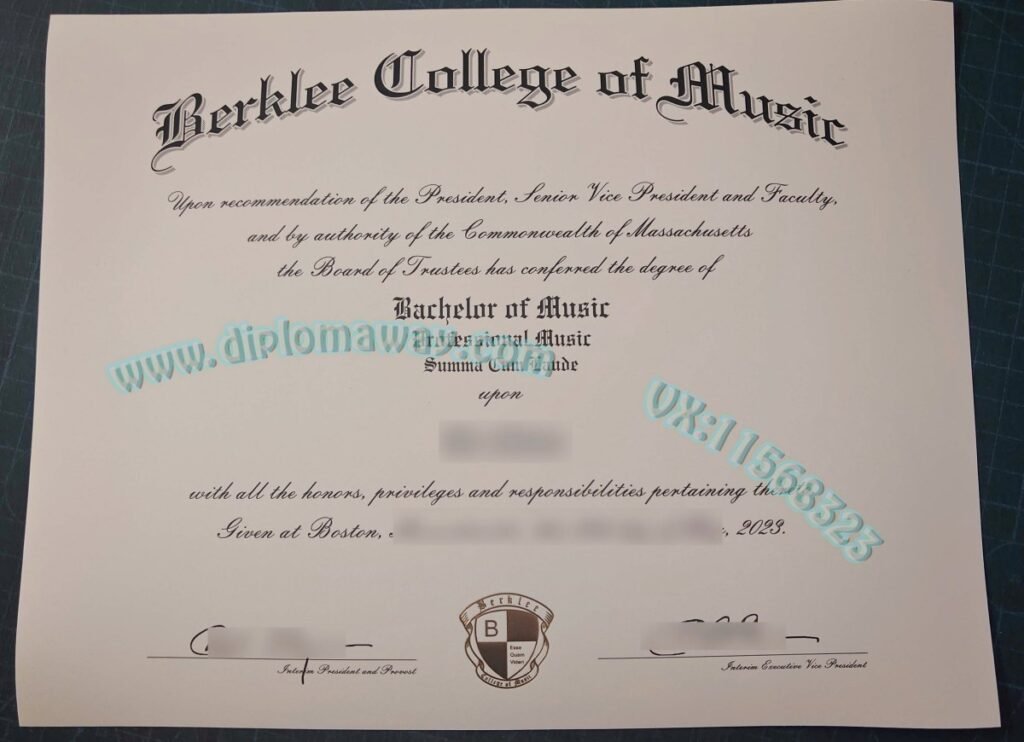 Berklee College of Music
Upon recommendation of the President, Senior Vice President and Faculty,
and by authority of the Commonwealth of Massachusetts
the Board of Trustees has conferred the degree of
Bachelor of Music
Professional Music
Summa Cum Laude
www.diplomaway.com
upon
VX:11568323
with all the honors, privileges and responsibilities pertaining
Given at Boston, , 2023.
Berklee
B
Esse
Quam
Videri
College of Music
Interim President and Provost
Interim Executive Vice President